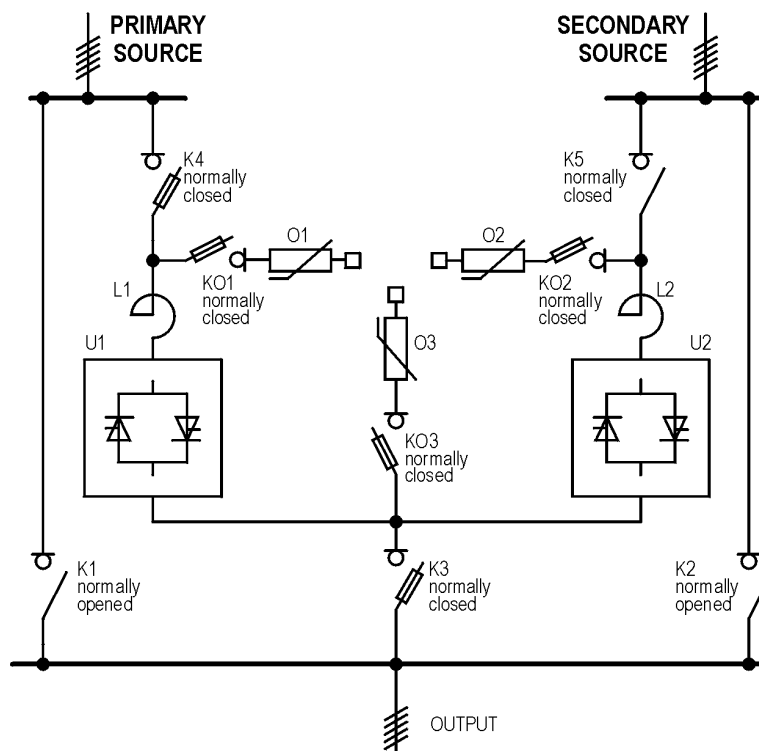 PRIMARY
SOURCE
SECONDARY
SOURCE
K4
normally
closed
K5
normally
closed
O1
O2
KO1
normally
closed
KO2
normally
closed
L1
L2
U1
O3
U2
KO3
normally
closed
K1
normally
opened
K3
normally
closed
K2
normally
opened
OUTPUT